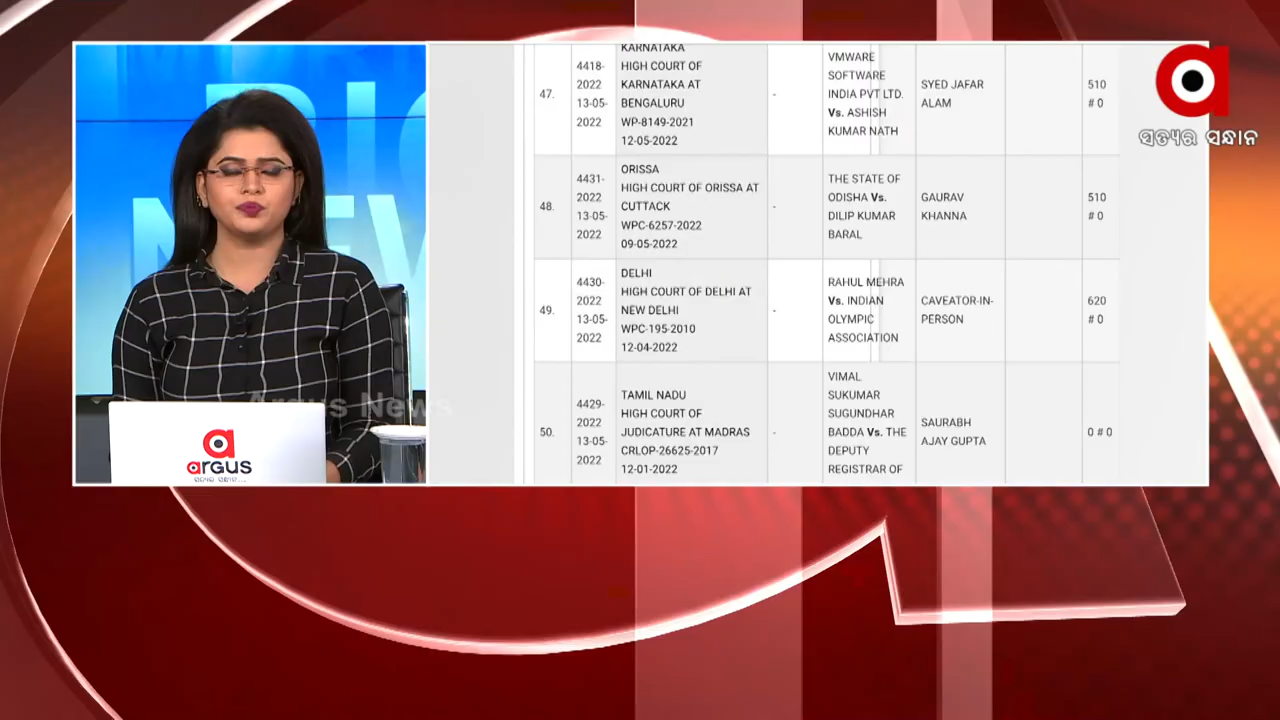 47.
4418-
2022
13-05-
2022
KARNATAKA
HIGH COURT OF
KARNATAKA AT
BENGALURU
WP-8149-2021
12-05-2022
-
VMWARE
SOFTWARE
INDIA PVT LTD.
Vs. ASHISH
KUMAR NATH
SYED JAFAR
ALAM
510
# 0
48.
4431-
2022
13-05-
2022
ORISSA
HIGH COURT OF ORISSA AT
CUTTACK
WPC-6257-2022
09-05-2022
-
THE STATE OF
ODISHA Vs.
DILIP KUMAR
BARAL
GAURAV
KHANNA
510
# 0
49.
4430-
2022
13-05-
2022
DELHI
HIGH COURT OF DELHI AT
NEW DELHI
WPC-195-2010
12-04-2022
-
RAHUL MEHRA
Vs. INDIAN
OLYMPIC
ASSOCIATION
CAVEATOR-IN-
PERSON
620
# 0
50.
4429-
2022
13-05-
2022
TAMIL NADU
HIGH COURT OF
JUDICATURE AT MADRAS
CRLOP-26625-2017
12-01-2022
-
VIMAL
SUKUMAR
SUGUNDHAR
BADDA Vs. THE
DEPUTY
REGISTRAR OF
SAURABH
AJAY GUPTA
0 # 0
ସତ୍ୟର ସନ୍ଧାନ
Argus News
argus
ସତ୍ୟର ସନ୍ଧାନ...